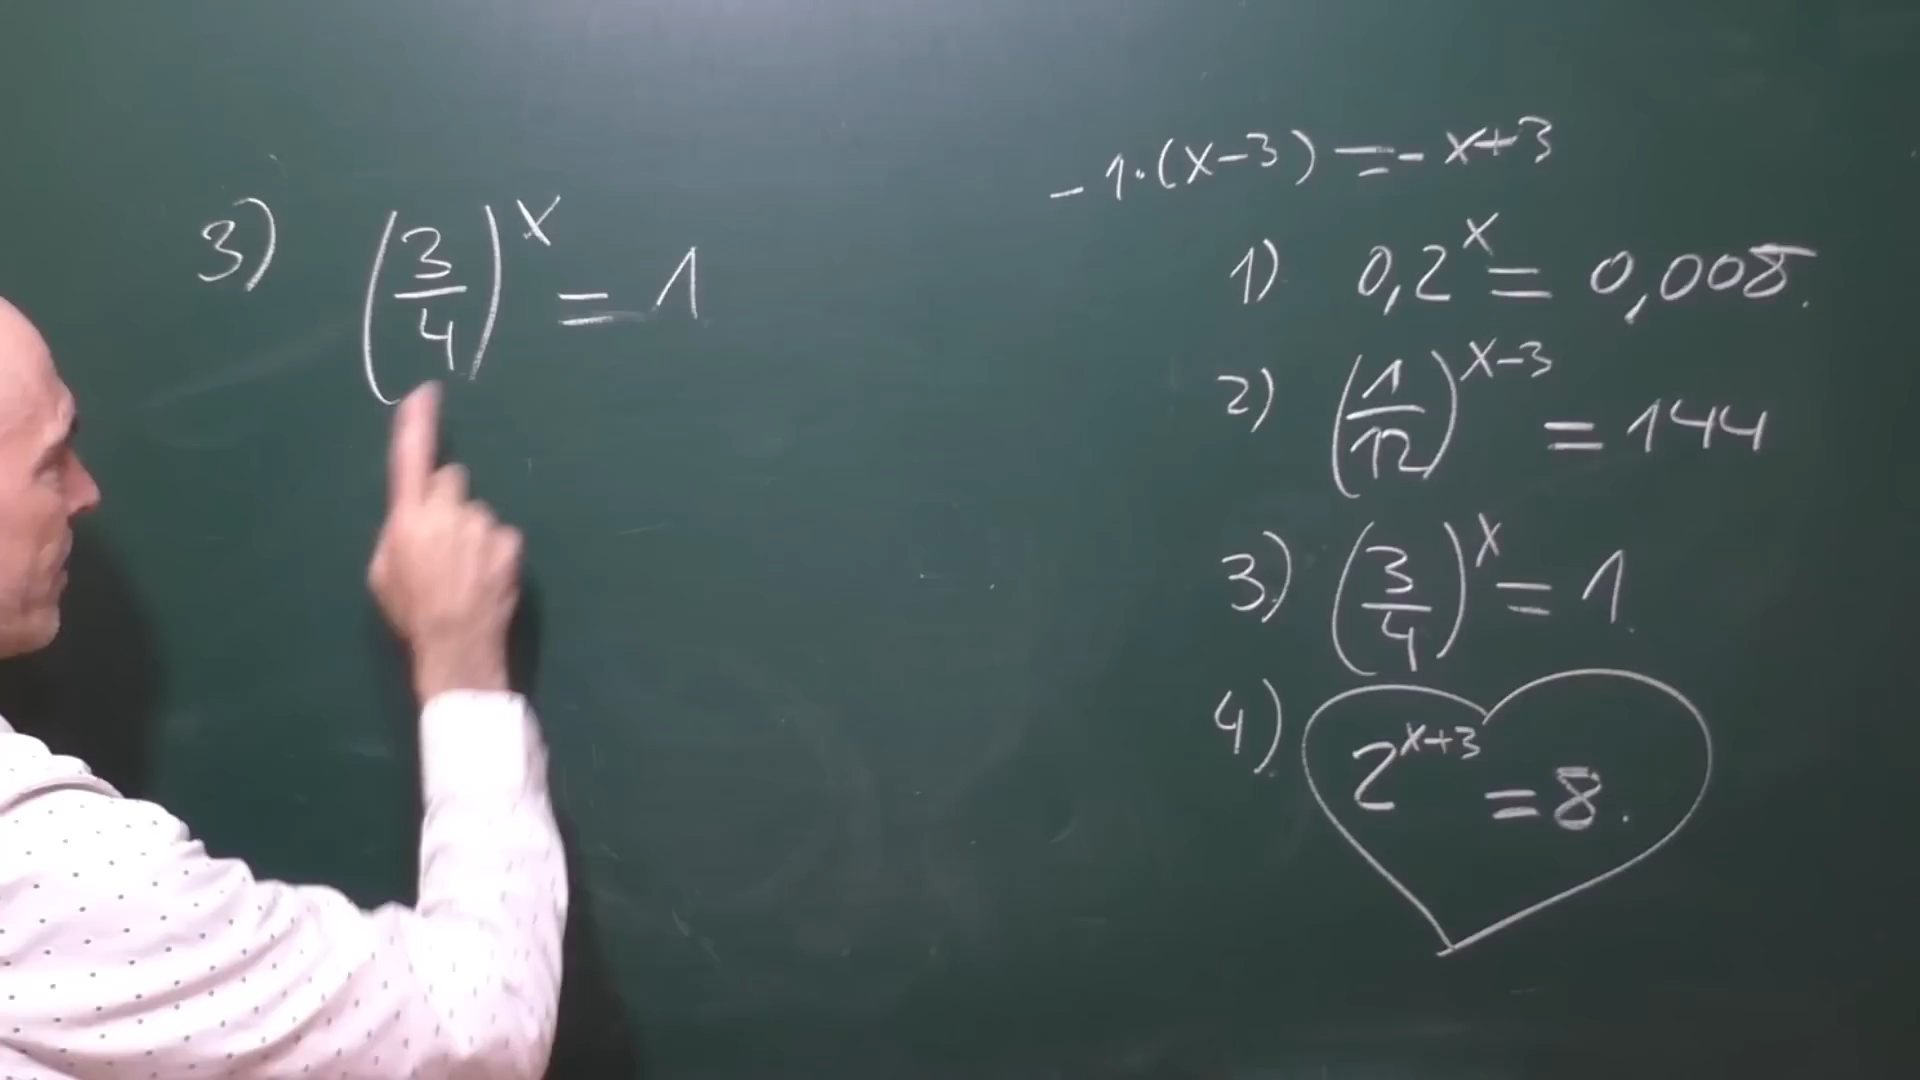 3) (3/4)^x = 1
-1·(x-3) = -x+3
1) 0,2^x = 0,008.
2) (1/12)^(x-3) = 144
3) (3/4)^x = 1.
4) 2^(x+3) = 8.